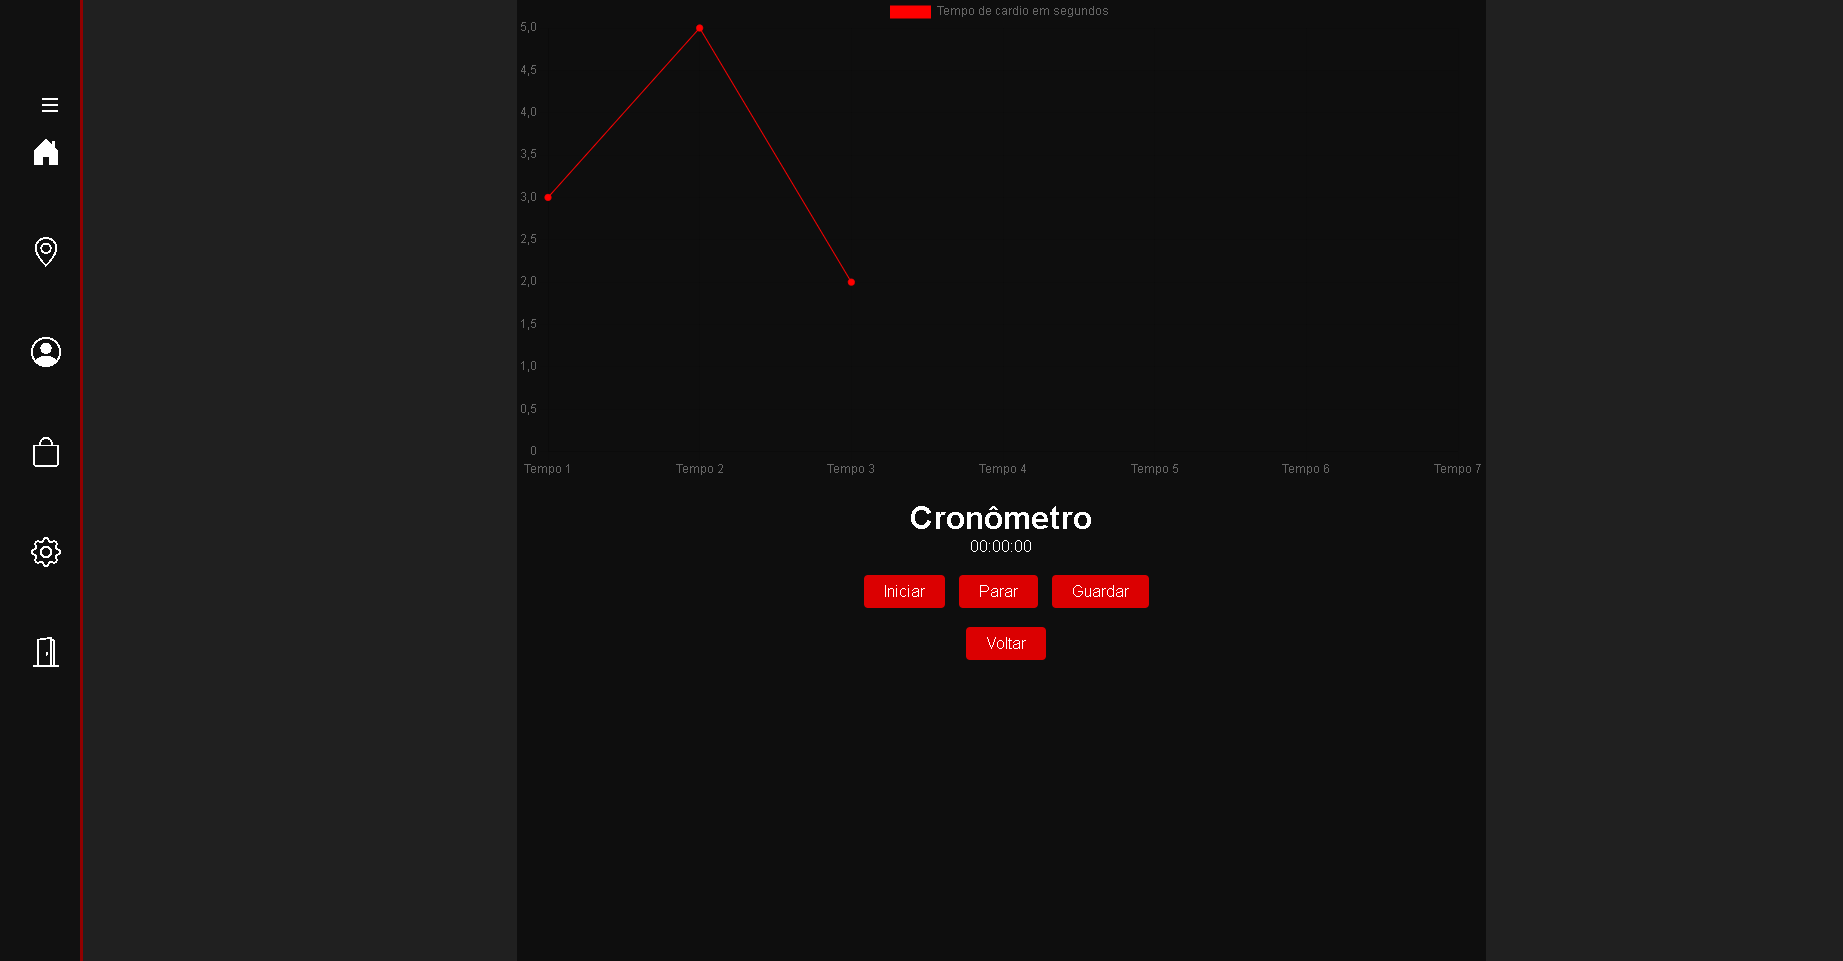 Tempo de cardio em segundos
5,0
4,5
4,0
3,5
3,0
2,5
2,0
1,5
1,0
0,5
0
Tempo 1 Tempo 2 Tempo 3 Tempo 4 Tempo 5 Tempo 6 Tempo 7
Cronômetro
00:00:00
Iniciar Parar Guardar
Voltar